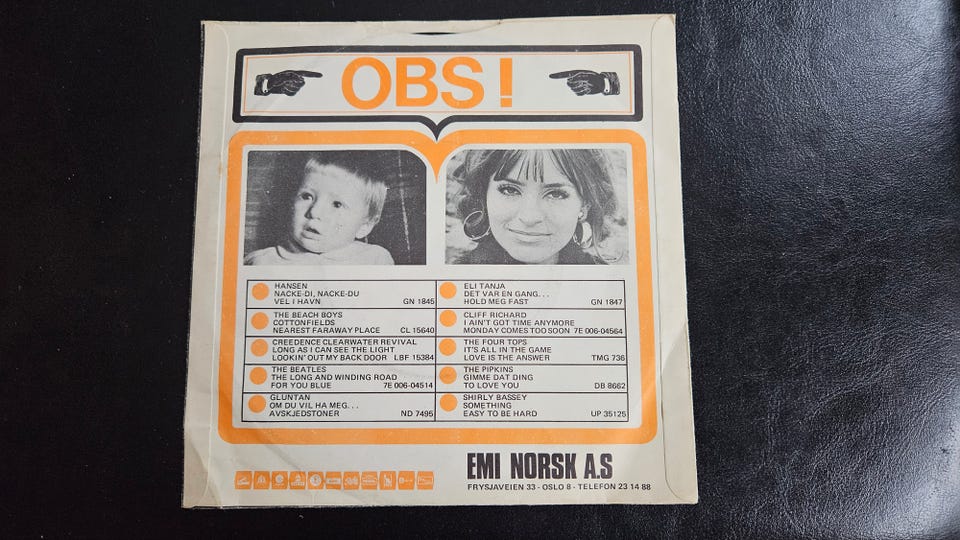 OBS!
HANSEN
NACKE-DI, NACKE-DU
VEL I HAVN GN 1845
THE BEACH BOYS
COTTONFIELDS
NEAREST FARAWAY PLACE CL 15640
CREEDENCE CLEARWATER REVIVAL
LONG AS I CAN SEE THE LIGHT
LOOKIN' OUT MY BACK DOOR LBF 15384
THE BEATLES
THE LONG AND WINDING ROAD
FOR YOU BLUE 7E 006-04514
GLUNTAN
OM DU VIL HA MEG...
AVSKJEDSTONER ND 7495
ELI TANJA
DET VAR EN GANG...
HOLD MEG FAST GN 1847
CLIFF RICHARD
I AIN'T GOT TIME ANYMORE
MONDAY COMES TOO SOON 7E 006-04564
THE FOUR TOPS
IT'S ALL IN THE GAME
LOVE IS THE ANSWER TMG 736
THE PIPKINS
GIMME DAT DING
TO LOVE YOU DB 8662
SHIRLY BASSEY
SOMETHING
EASY TO BE HARD UP 35125
EMI NORSK A.S
FRYSJAVEIEN 33 - OSLO 8 - TELEFON 23 14 88